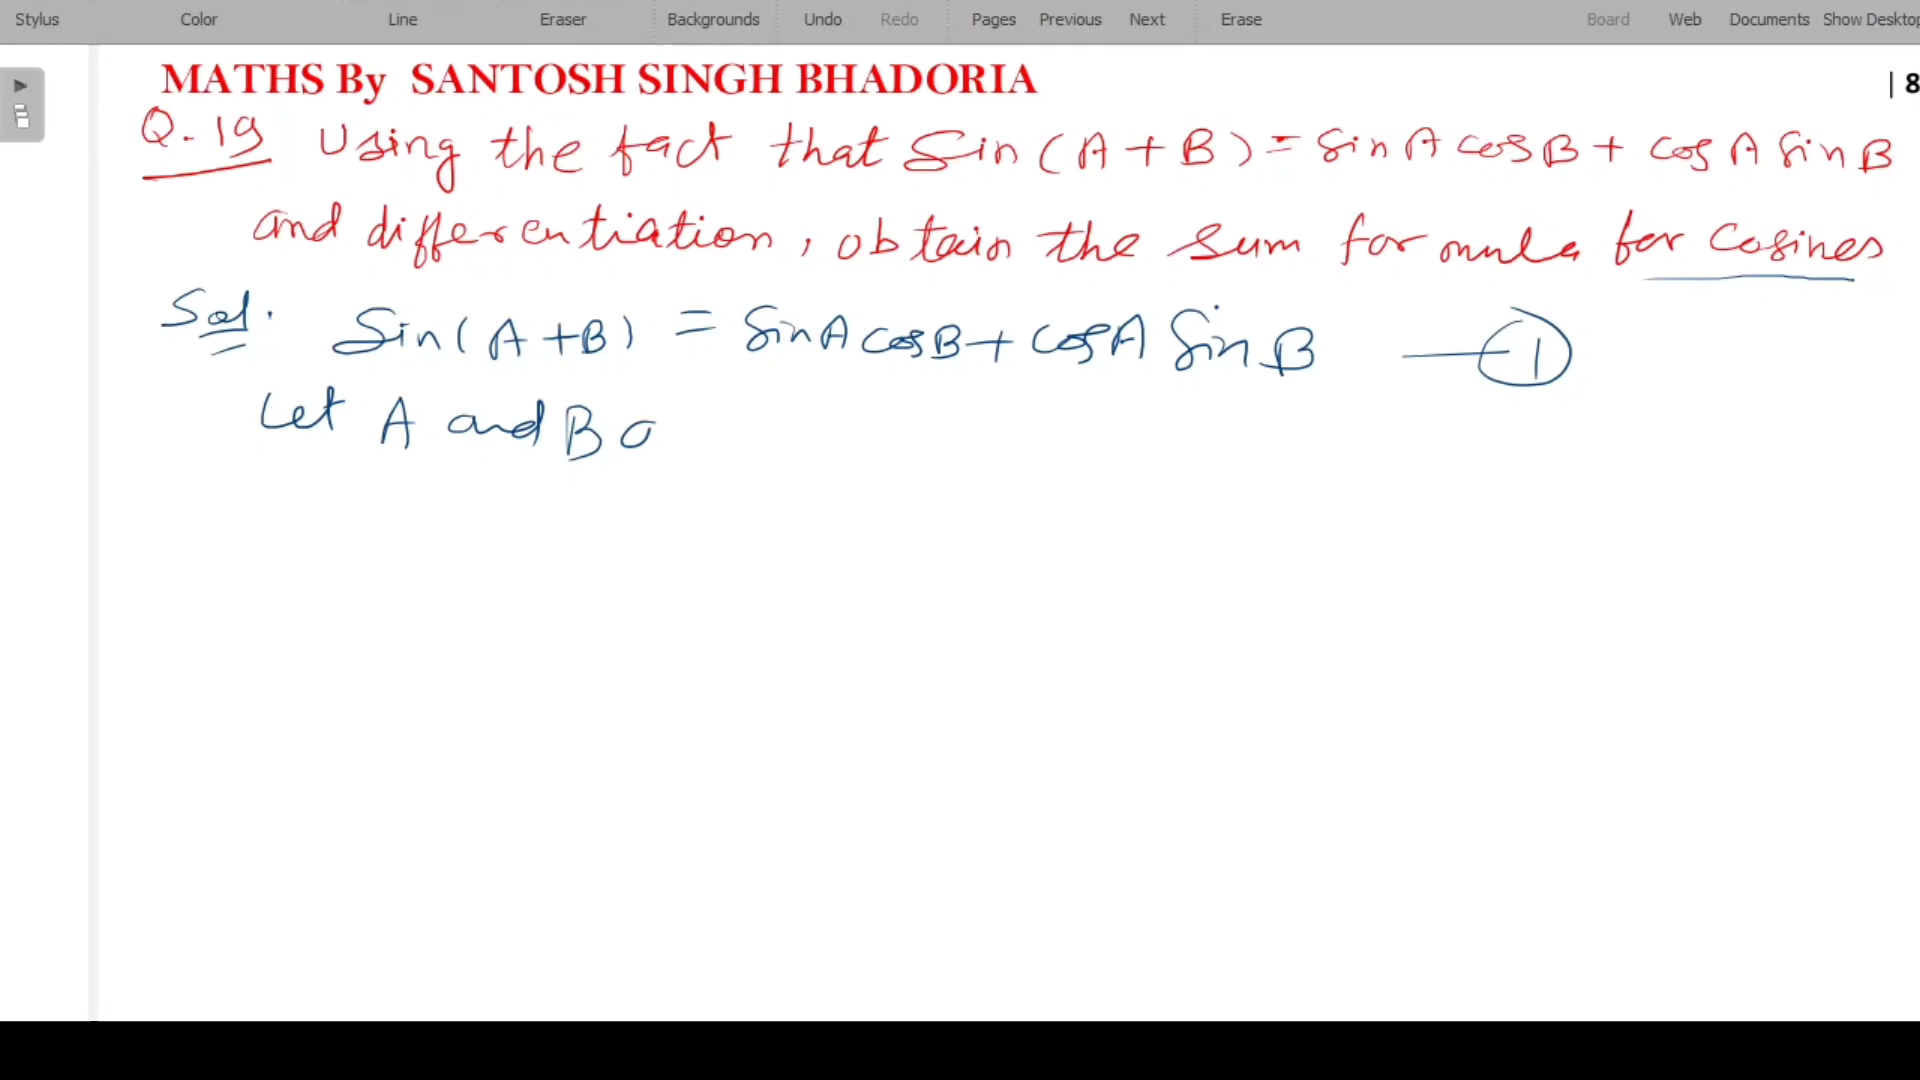 Stylus Color Line Eraser Backgrounds Undo Redo Pages Previous Next Erase Board Web Documents Show Desktop
MATHS By SANTOSH SINGH BHADORIA | 8
Q. 19 Using the fact that Sin (A + B) = Sin A cos B + cos A Sin B
and differentiation, obtain the sum formula for cosines
Sol. Sin (A + B) = Sin A cos B + cos A Sin B — 1
Let A and B a